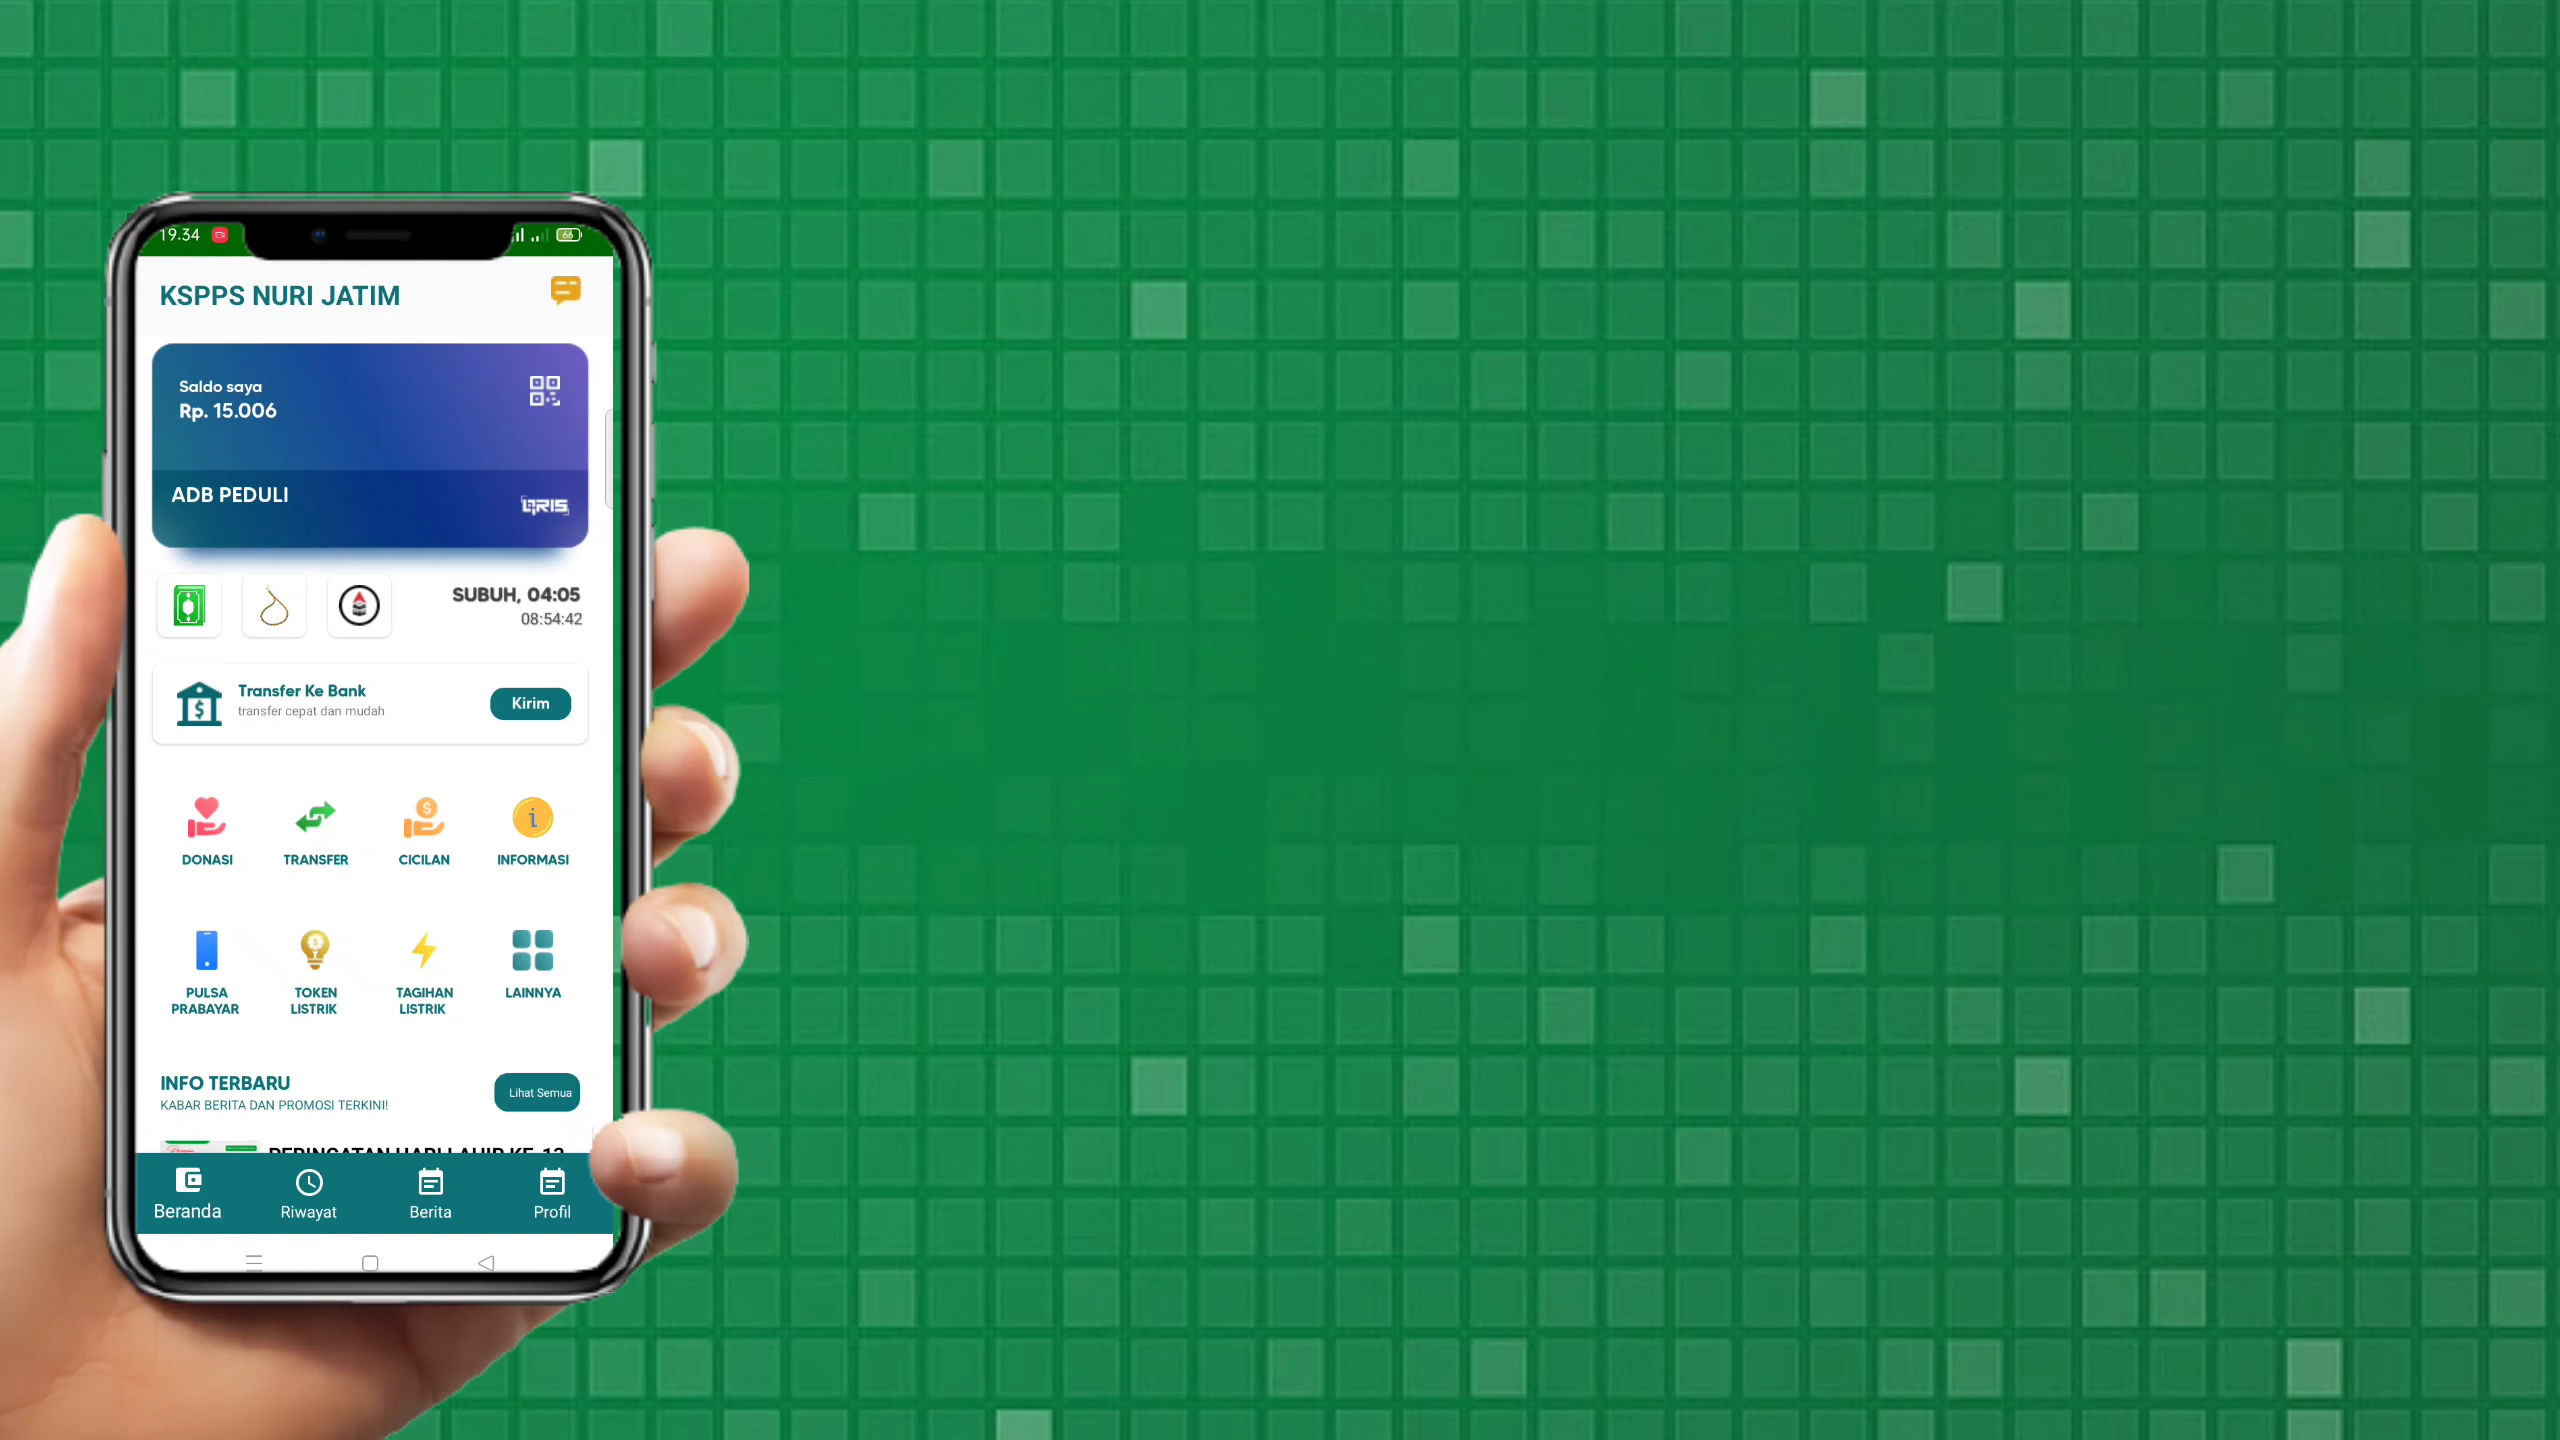 19.34
66
KSPPS NURI JATIM
Saldo saya
Rp. 15.006
ADB PEDULI
QRIS
SUBUH, 04:05
08:54:42
Transfer Ke Bank
transfer cepat dan mudah
Kirim
DONASI
TRANSFER
CICILAN
INFORMASI
PULSA
PRABAYAR
TOKEN
LISTRIK
TAGIHAN
LISTRIK
LAINNYA
INFO TERBARU
KABAR BERITA DAN PROMOSI TERKINI!
Lihat Semua
PERINGATAN HARI LAHIR KE-13
Beranda
Riwayat
Berita
Profil